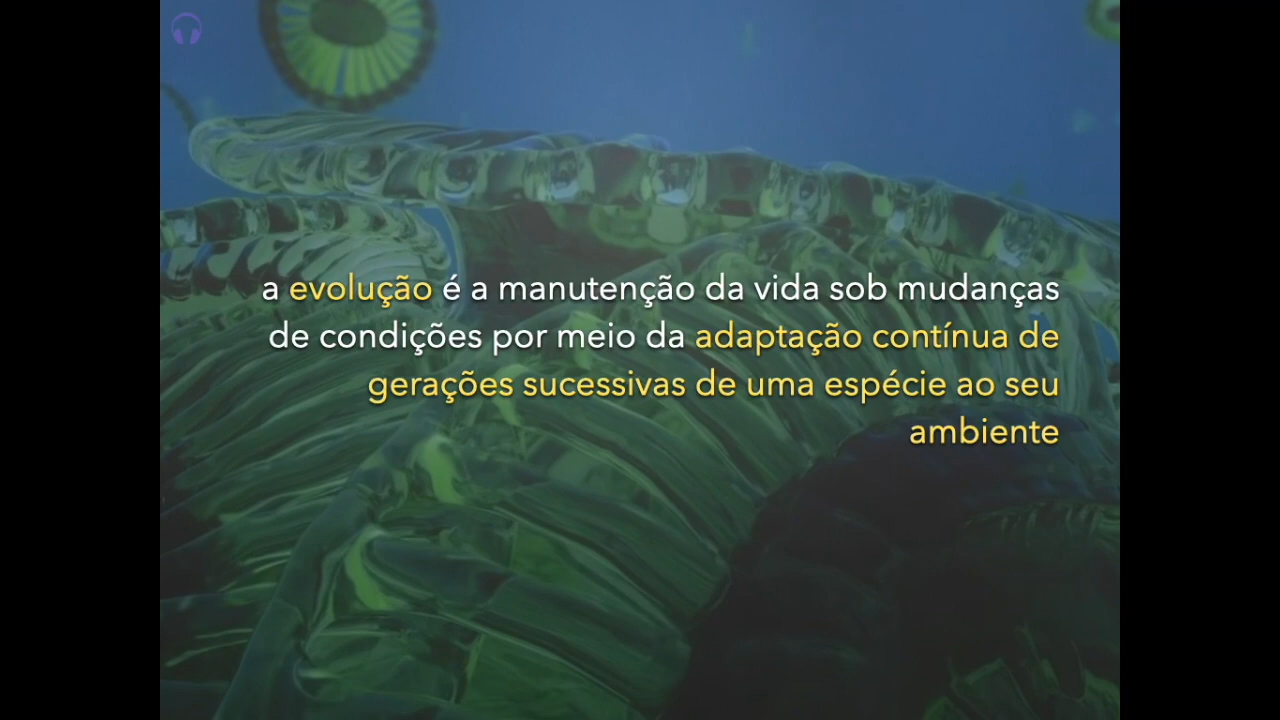 a evolução é a manutenção da vida sob mudanças
de condições por meio da adaptação contínua de
gerações sucessivas de uma espécie ao seu
ambiente